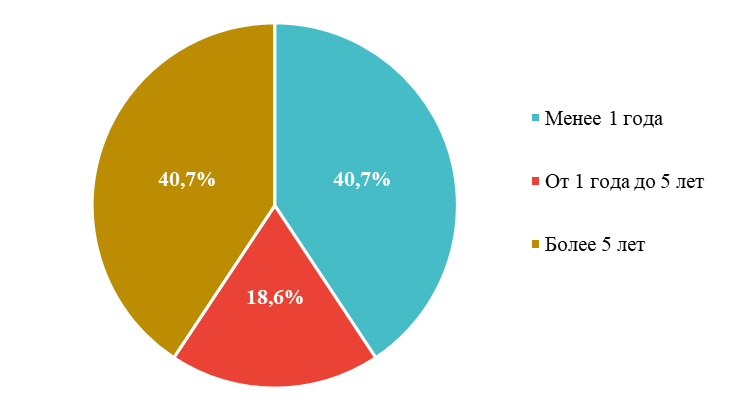 40,7%
40,7%
18,6%
Менее 1 года
От 1 года до 5 лет
Более 5 лет